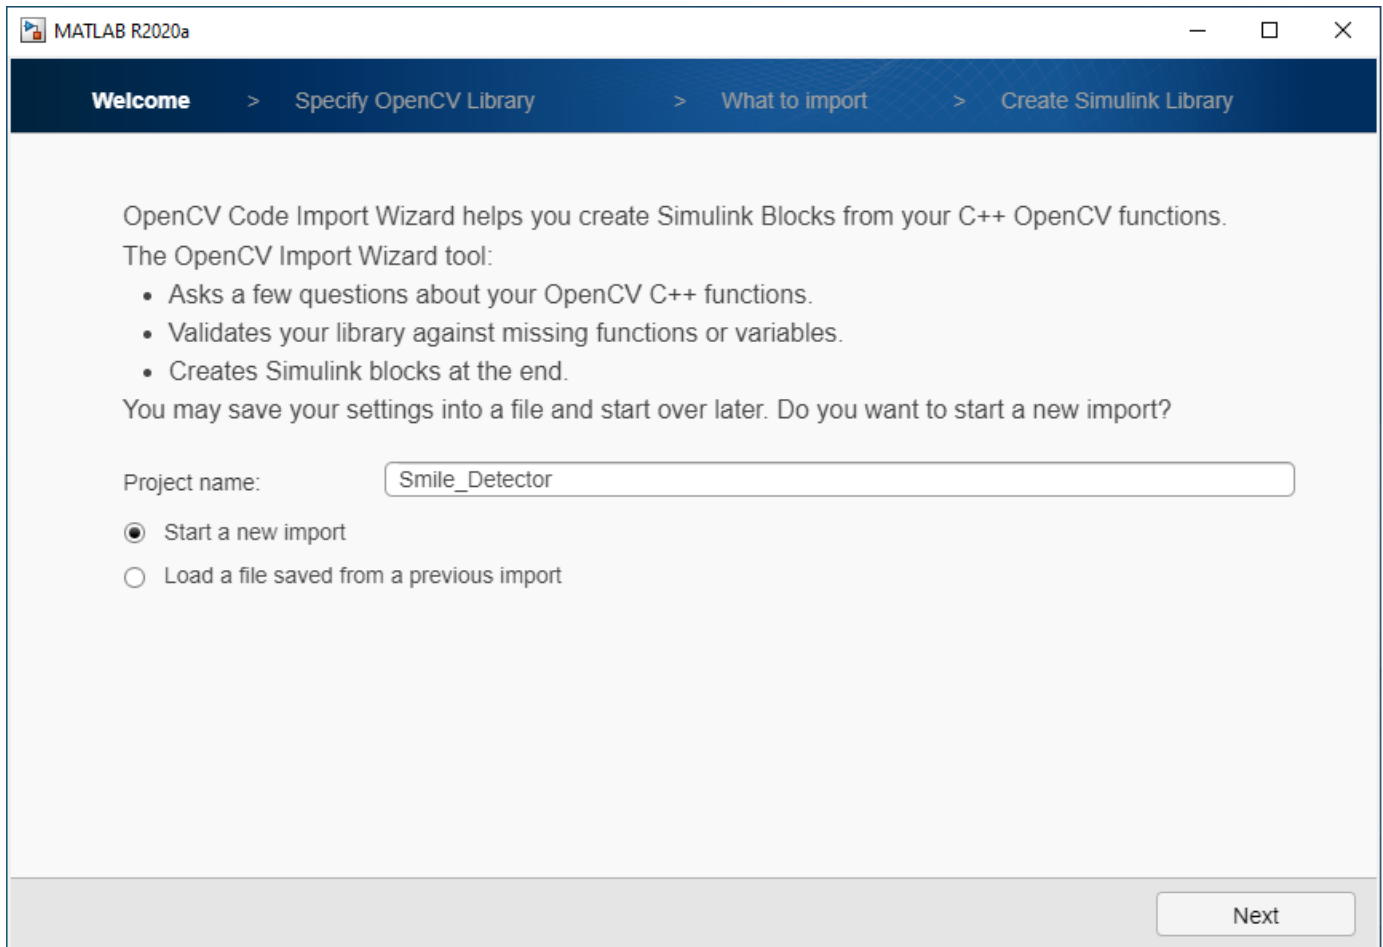 MATLAB R2020a
Welcome > Specify OpenCV Library > What to import > Create Simulink Library
OpenCV Code Import Wizard helps you create Simulink Blocks from your C++ OpenCV functions.
The OpenCV Import Wizard tool:
• Asks a few questions about your OpenCV C++ functions.
• Validates your library against missing functions or variables.
• Creates Simulink blocks at the end.
You may save your settings into a file and start over later. Do you want to start a new import?
Project name: Smile_Detector
Start a new import
Load a file saved from a previous import
Next